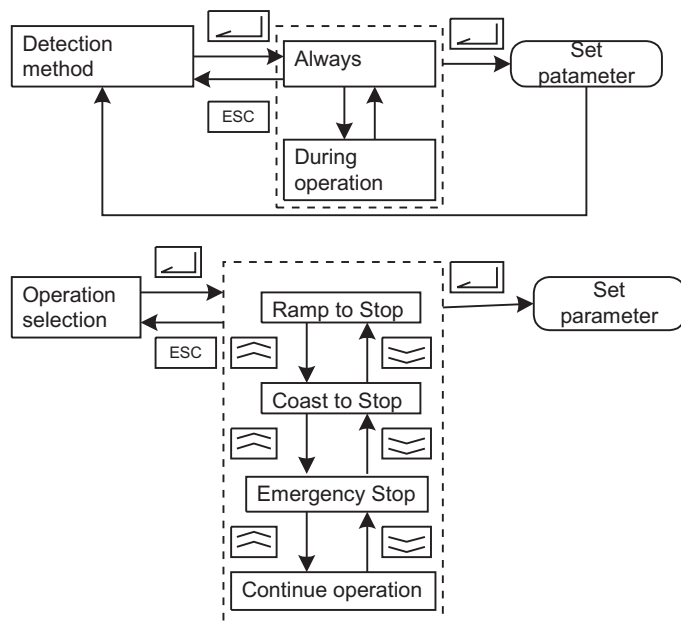 Detection
method
Always
Set
patameter
ESC
During
operation
Operation
selection
Ramp to Stop
Set
parameter
ESC
Coast to Stop
Emergency Stop
Continue operation